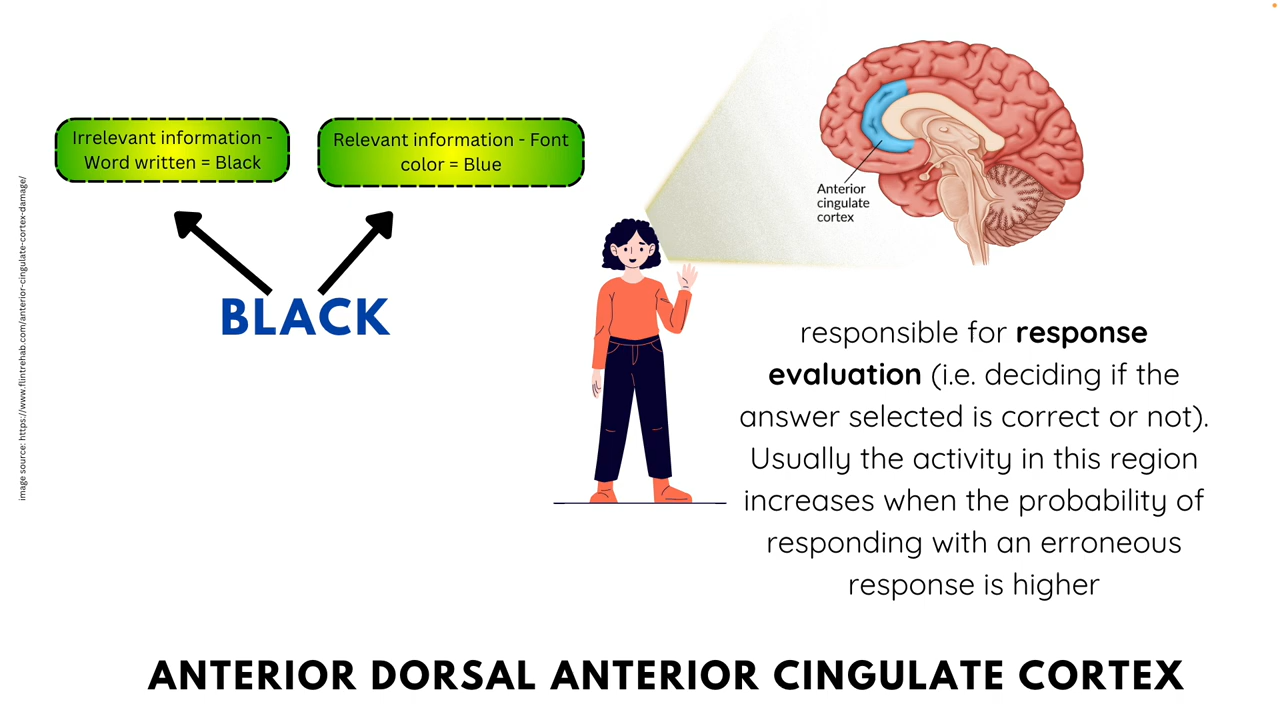 Irrelevant information -
Word written = Black
Relevant information - Font
color = Blue
BLACK
image source: https://www.flintrehab.com/anterior-cingulate-cortex-damage/
Anterior
cingulate
cortex
responsible for response
evaluation (i.e. deciding if the
answer selected is correct or not).
Usually the activity in this region
increases when the probability of
responding with an erroneous
response is higher
ANTERIOR DORSAL ANTERIOR CINGULATE CORTEX